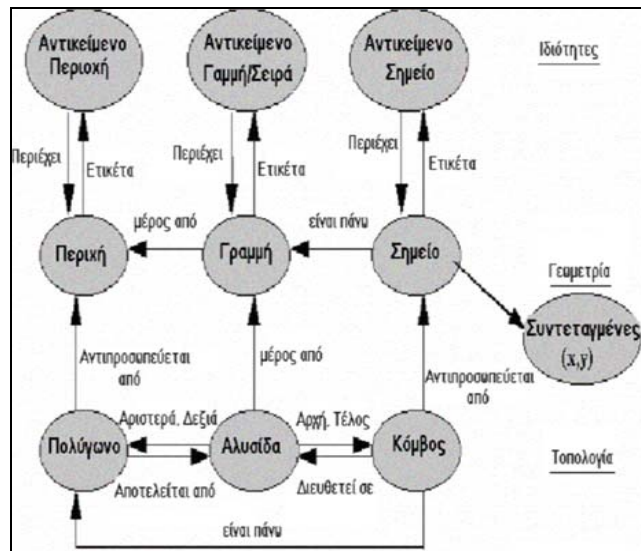 Αντικείμενο
Περιοχή
Αντικείμενο
Γαμμή/Σειρά
Αντικείμενο
Σημείο
Ιδιότητες
Περιέχει
Ετικέτα
Περιέχει
Ετικέτα
Περιέχει
Ετικέτα
μέρος από
είναι πάνω
Περιχή
Γραμμή
Σημείο
Γεωμετρία
Συντεταγμένες
(x,y)
Αντιπροσωπεύεται
από
μέρος από
Αντιπροσωπεύεται
από
Πολύγωνο
Αριστερά, Δεξιά
Αλυσίδα
Αρχή, Τέλος
Κόμβος
Τοπολογία
Αποτελείται από
Διευθετεί σε
είναι πάνω